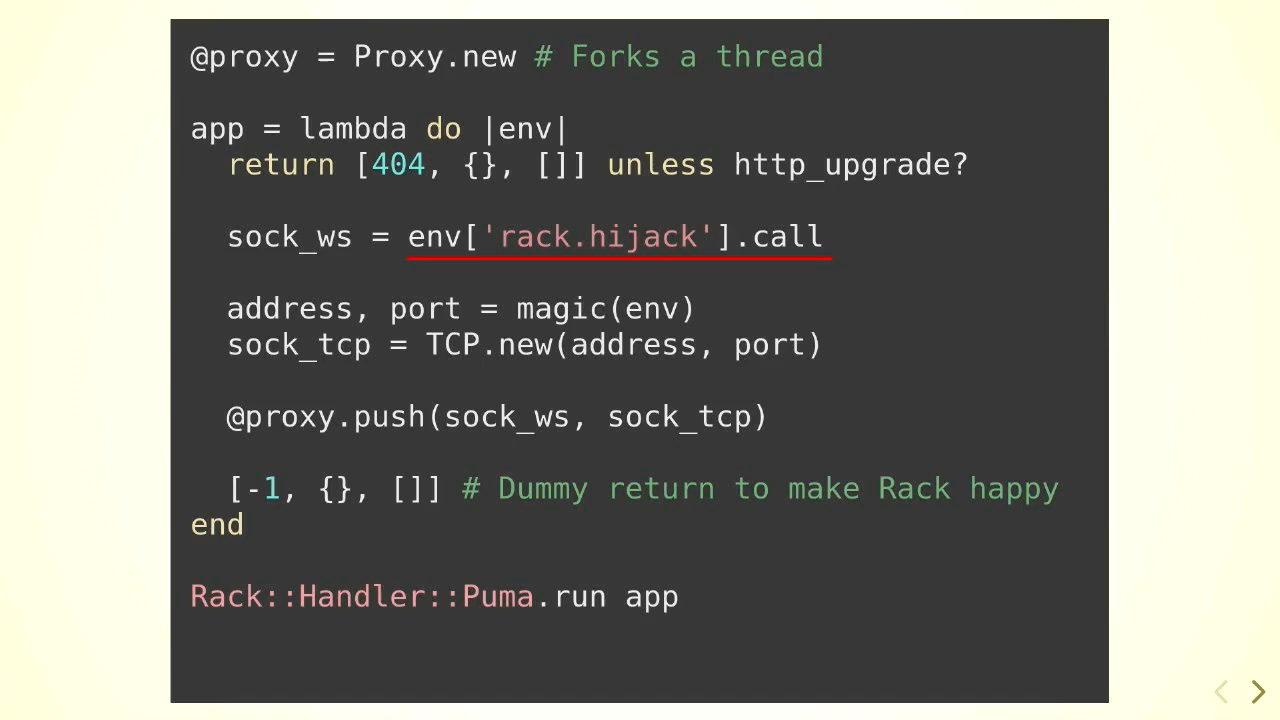 @proxy = Proxy.new # Forks a thread
app = lambda do |env|
return [404, {}, []] unless http_upgrade?
sock_ws = env['rack.hijack'].call
address, port = magic(env)
sock_tcp = TCP.new(address, port)
@proxy.push(sock_ws, sock_tcp)
[-1, {}, []] # Dummy return to make Rack happy
end
Rack::Handler::Puma.run app